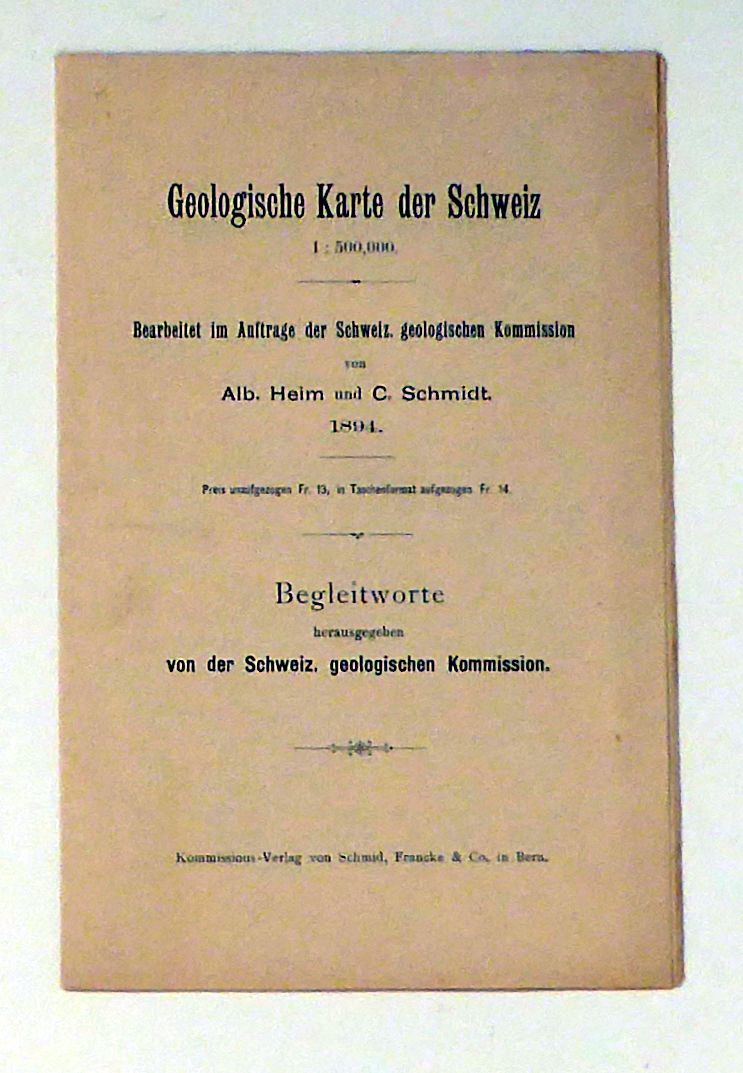 Geologische Karte der Schweiz
1 : 500,000.
Bearbeitet im Auftrage der Schweiz. geologischen Kommission
von
Alb. Heim und C. Schmidt.
1894.
Preis unaufgezogen Fr. 13, in Taschenformat aufgezogen Fr. 14.
Begleitworte
herausgegeben
von der Schweiz. geologischen Kommission.
Kommissions-Verlag von Schmid, Francke & Co. in Bern.